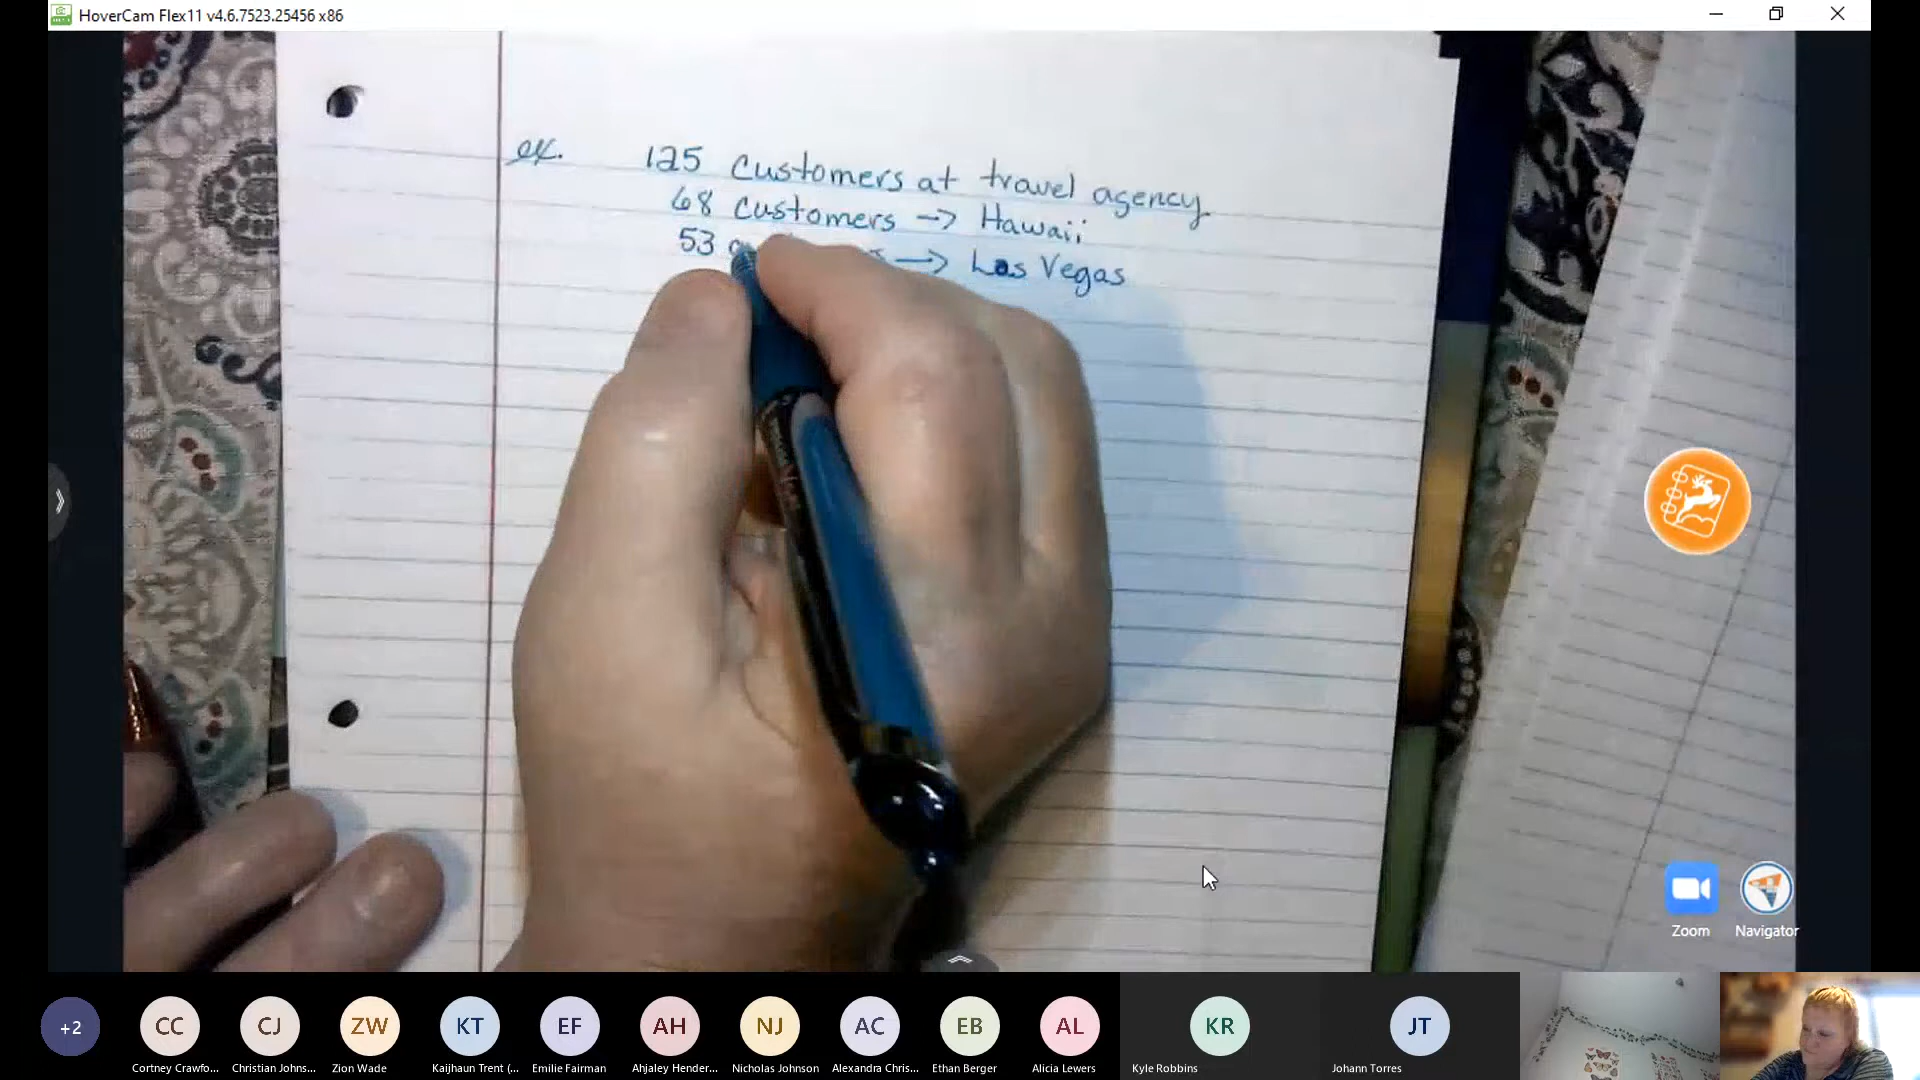 HoverCam Flex11 v4.6.7523.25456 x86
ex. 125 customers at travel agency
68 customers -> Hawaii
53 -> Las Vegas
Zoom
Navigator
+2
CC
CJ
ZW
KT
EF
AH
NJ
AC
EB
AL
KR
JT
Cortney Crawfo...
Christian Johns...
Zion Wade
Kaijhaun Trent (...
Emilie Fairman
Ahjaley Hender...
Nicholas Johnson
Alexandra Chris...
Ethan Berger
Alicia Lewers
Kyle Robbins
Johann Torres